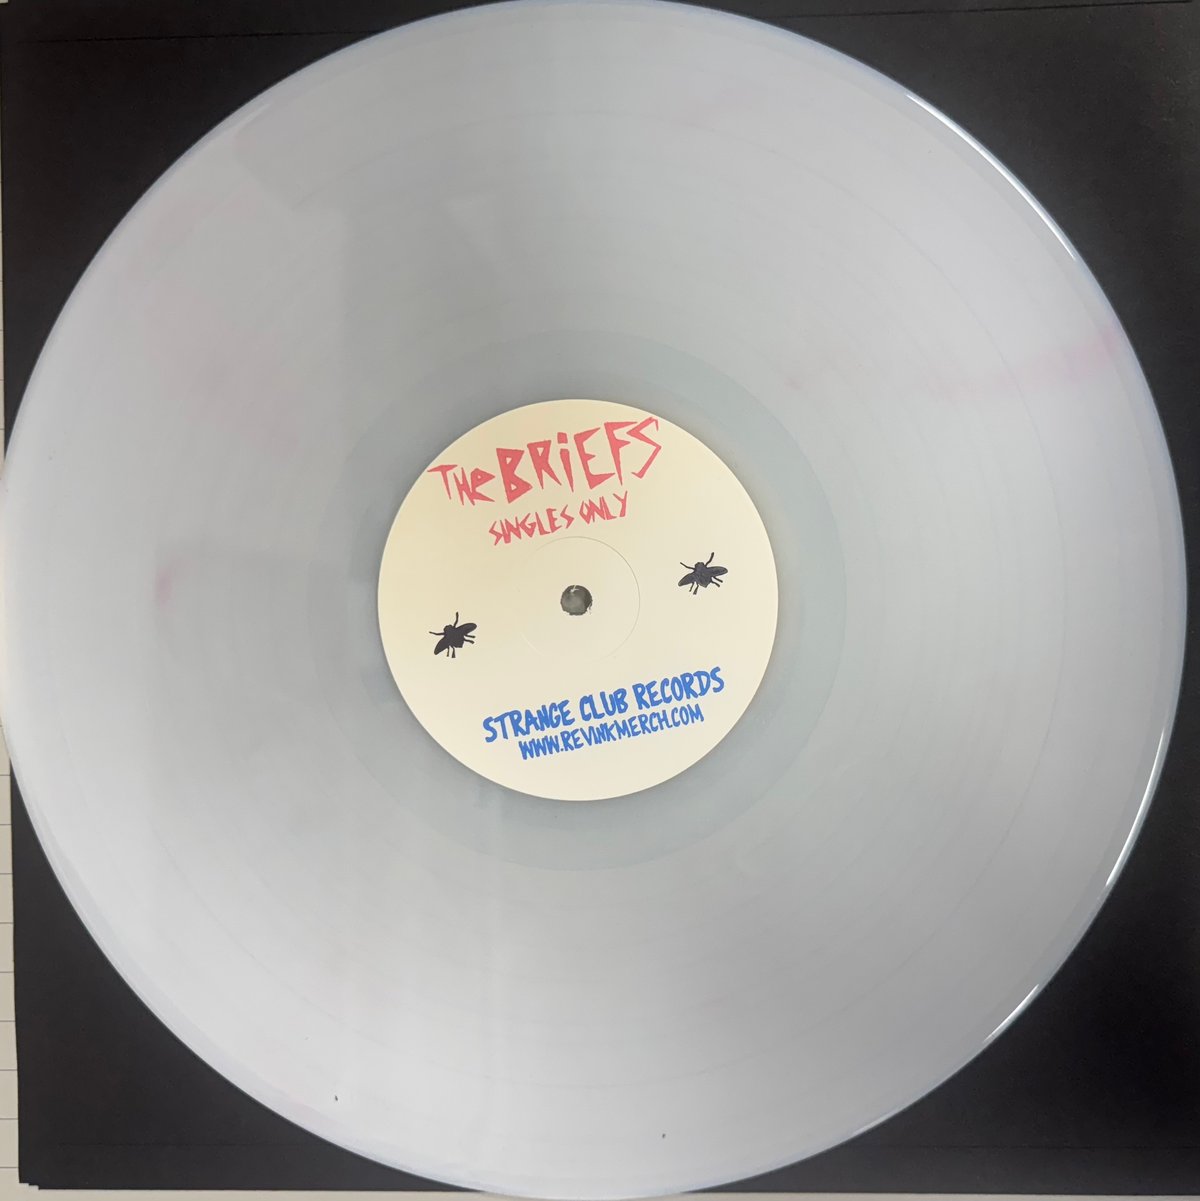 THE BRIEFS
SINGLES ONLY
STRANGE CLUB RECORDS
WWW.REVINKMERCH.COM